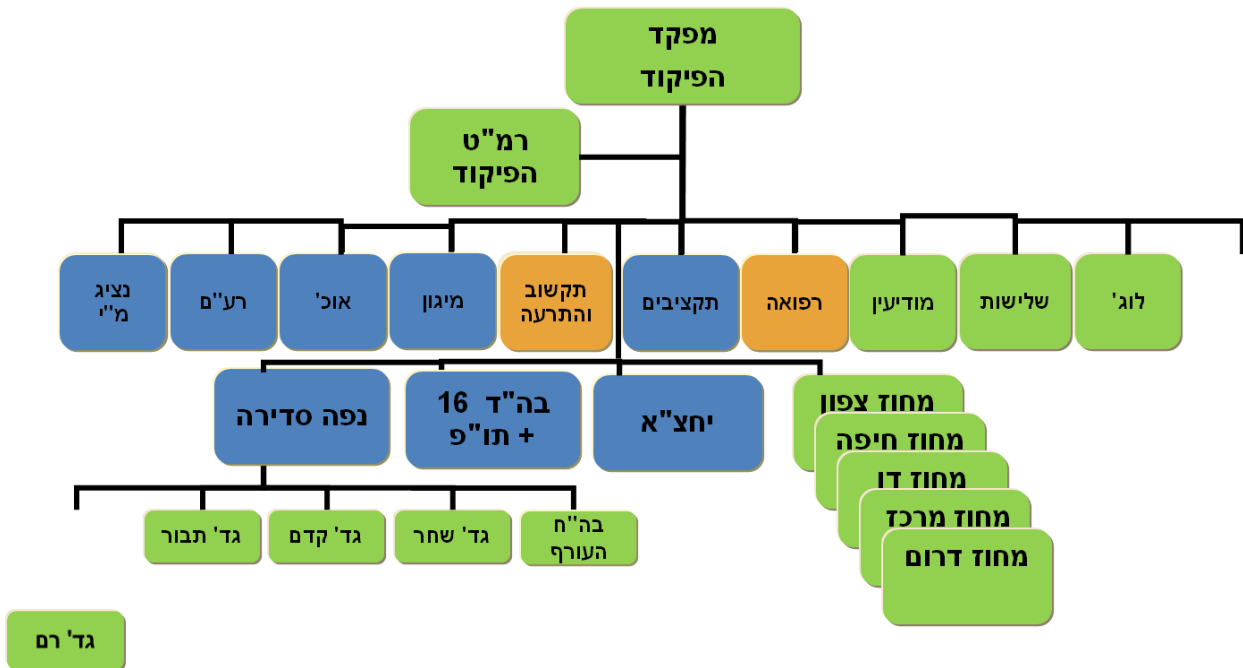 מפקד
הפיקוד
רמ"ט
הפיקוד
לוג'
שלישות
מודיעין
רפואה
תקציבים
תקשוב
והתרעה
מיגון
אוכ'
רע"ם
נציג
מ"י
מחוז צפון
מחוז חיפה
מחוז דן
מחוז מרכז
מחוז דרום
יחצ"א
בה"ד 16
+ תו"פ
נפה סדירה
בה"ח
העורף
גד' שחר
גד' קדם
גד' תבור
גד' רם